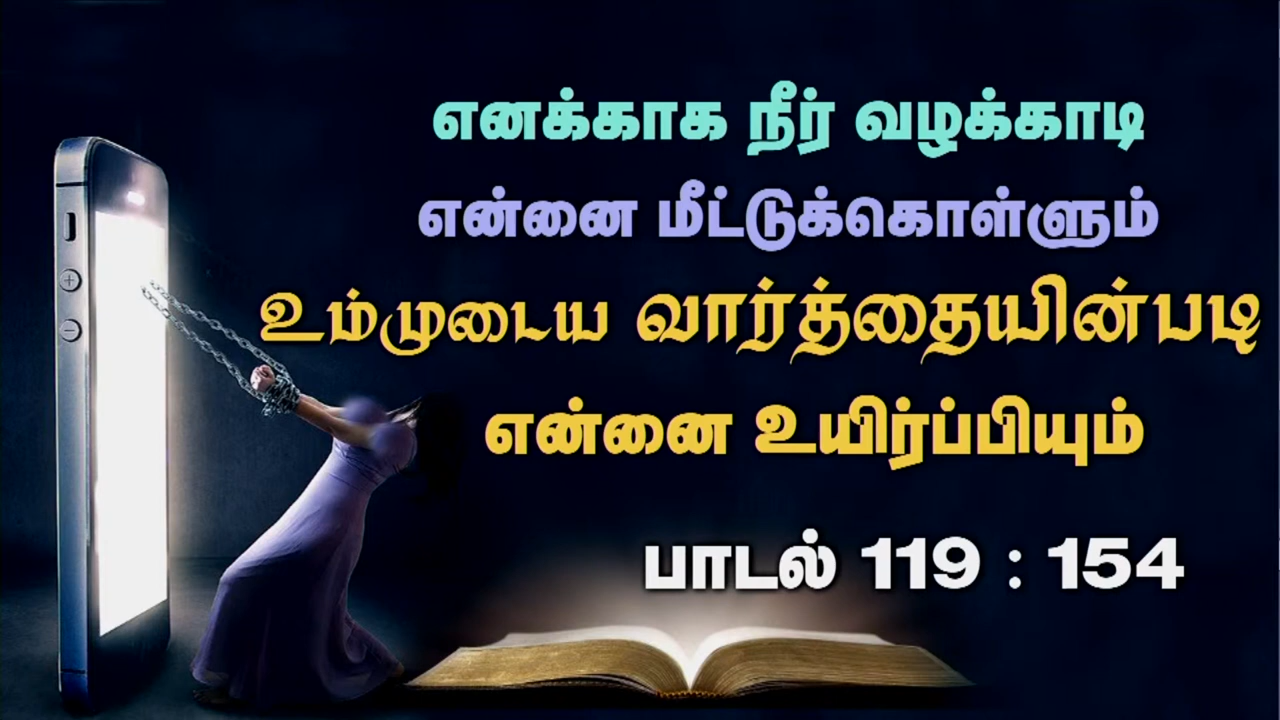 எனக்காக நீர் வழக்காடி
என்னை மீட்டுக்கொள்ளும்
உம்முடைய வார்த்தையின்படி
என்னை உயிர்ப்பியும்
பாடல் 119 : 154